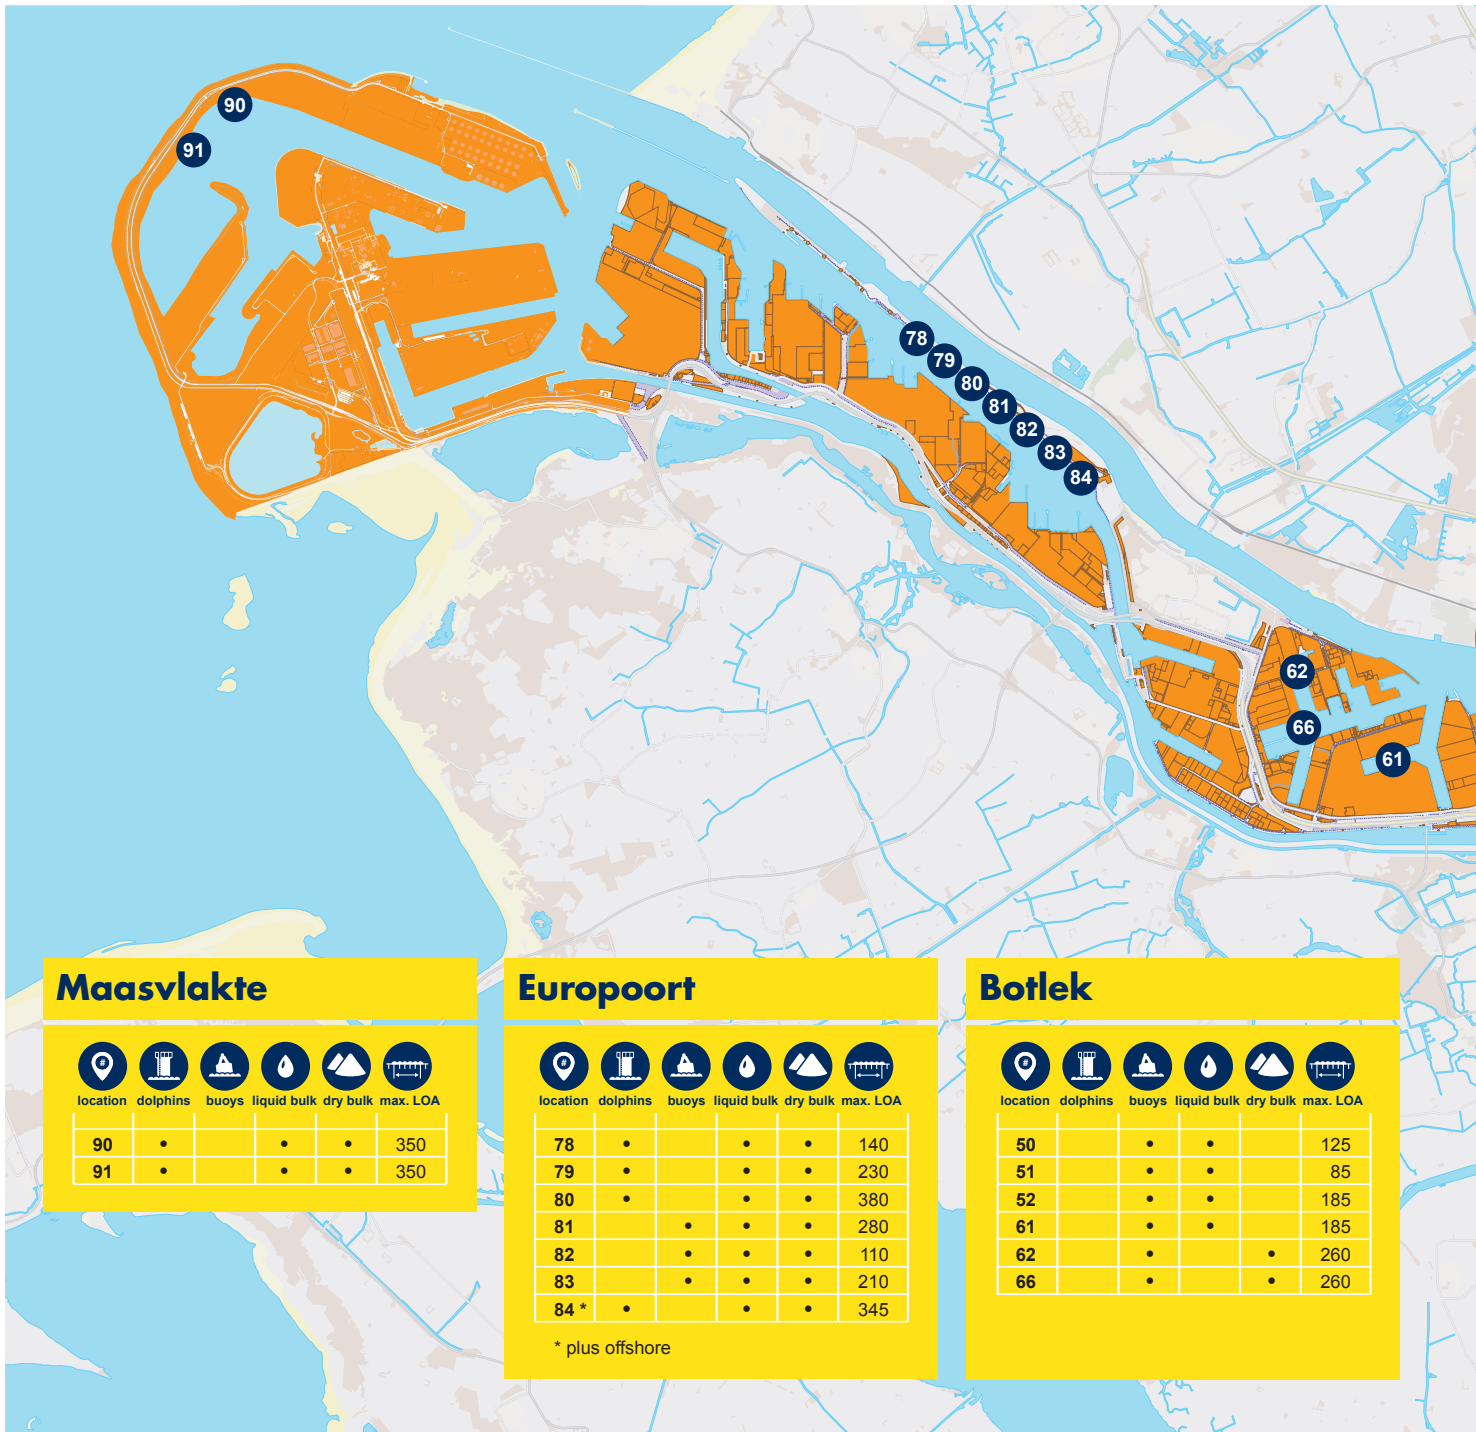 90
91
78
79
80
81
82
83
84
62
66
61
Maasvlakte
# 
location dolphins buoys liquid bulk dry bulk max. LOA
90 • • • 350
91 • • • 350
Europoort
#
location dolphins buoys liquid bulk dry bulk max. LOA
78 • • • 140
79 • • • 230
80 • • • 380
81 • • • 280
82 • • • 110
83 • • • 210
84 * • • • 345
* plus offshore
Botlek
#
location dolphins buoys liquid bulk dry bulk max. LOA
50 • • 125
51 • • 85
52 • • 185
61 • • 185
62 • • 260
66 • • 260